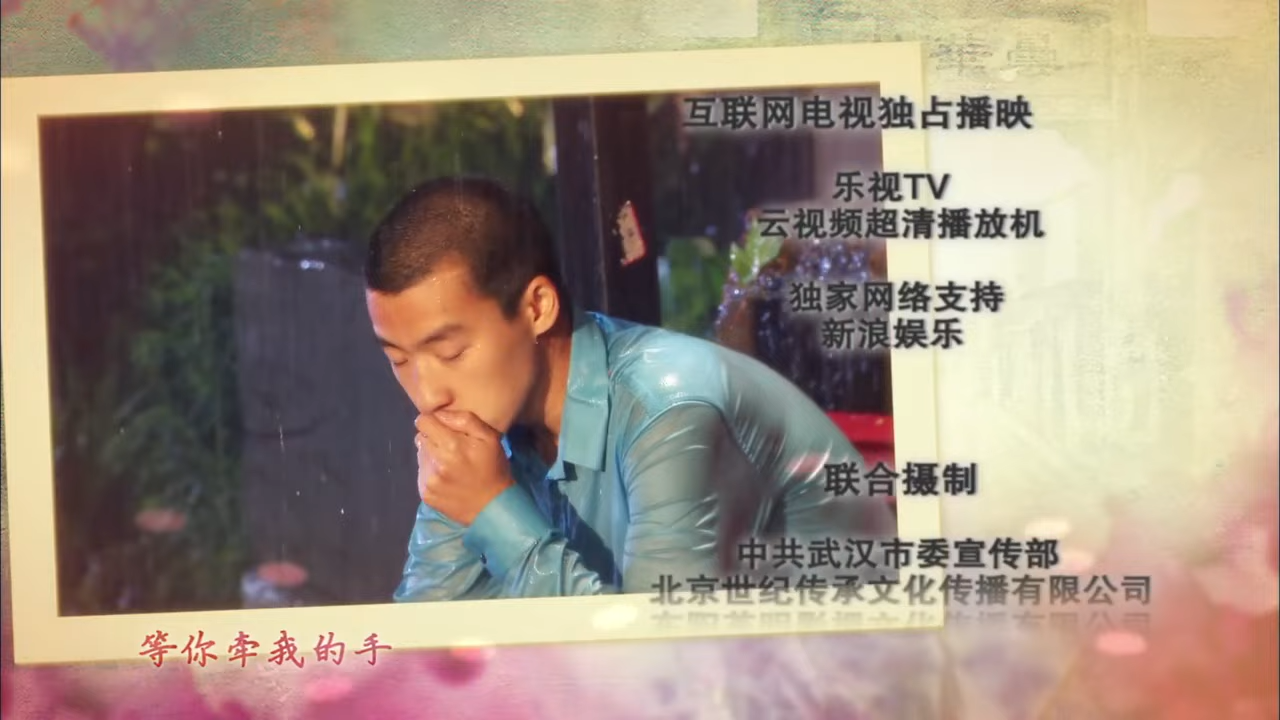 互联网电视独占播映
乐视TV
云视频超清播放机
独家网络支持
新浪娱乐
联合摄制
中共武汉市委宣传部
北京世纪传承文化传播有限公司
等你牵我的手